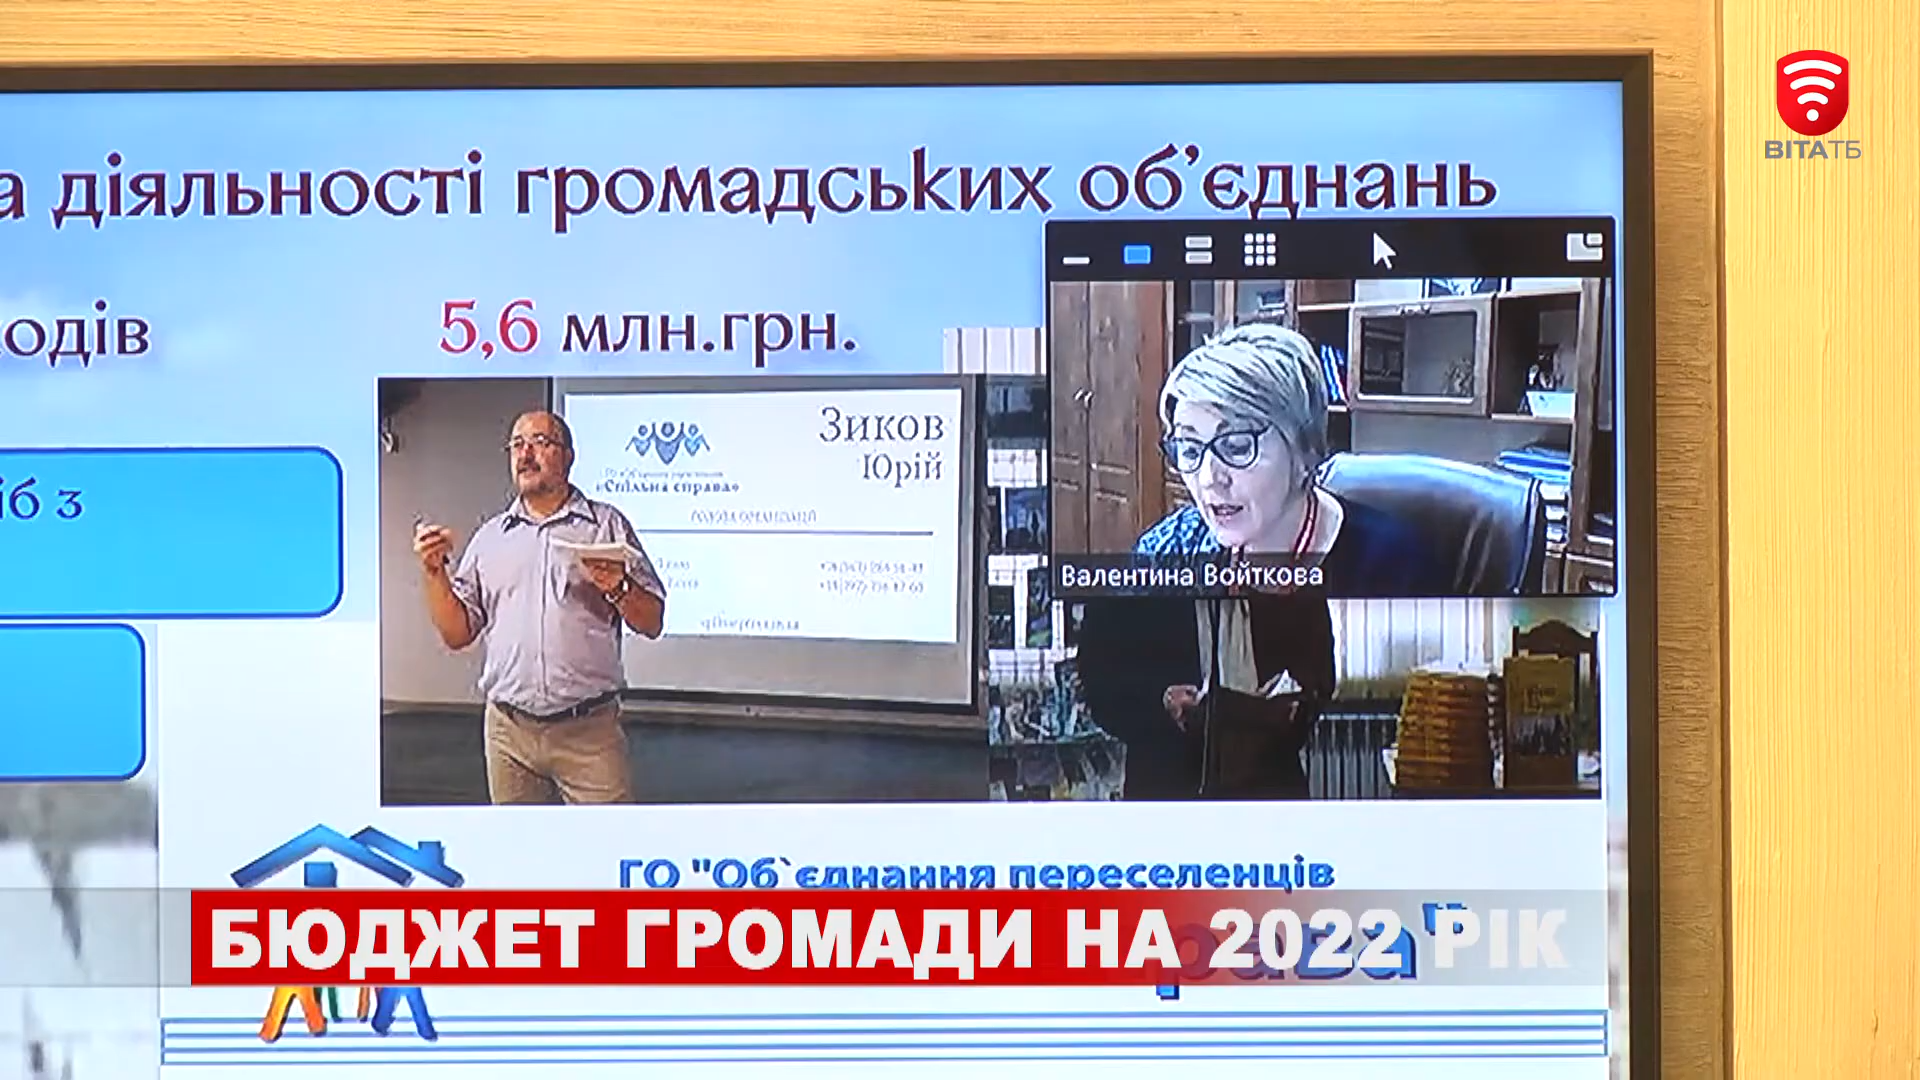 ВІТАТБ
а діяльності громадських об'єднань
одів
5,6 млн.грн.
іб з
Зиков
Юрій
«Спільна справа»
Валентина Войткова
ГО "Об`єднання переселенців
рава"
БЮДЖЕТ ГРОМАДИ НА 2022 РІК